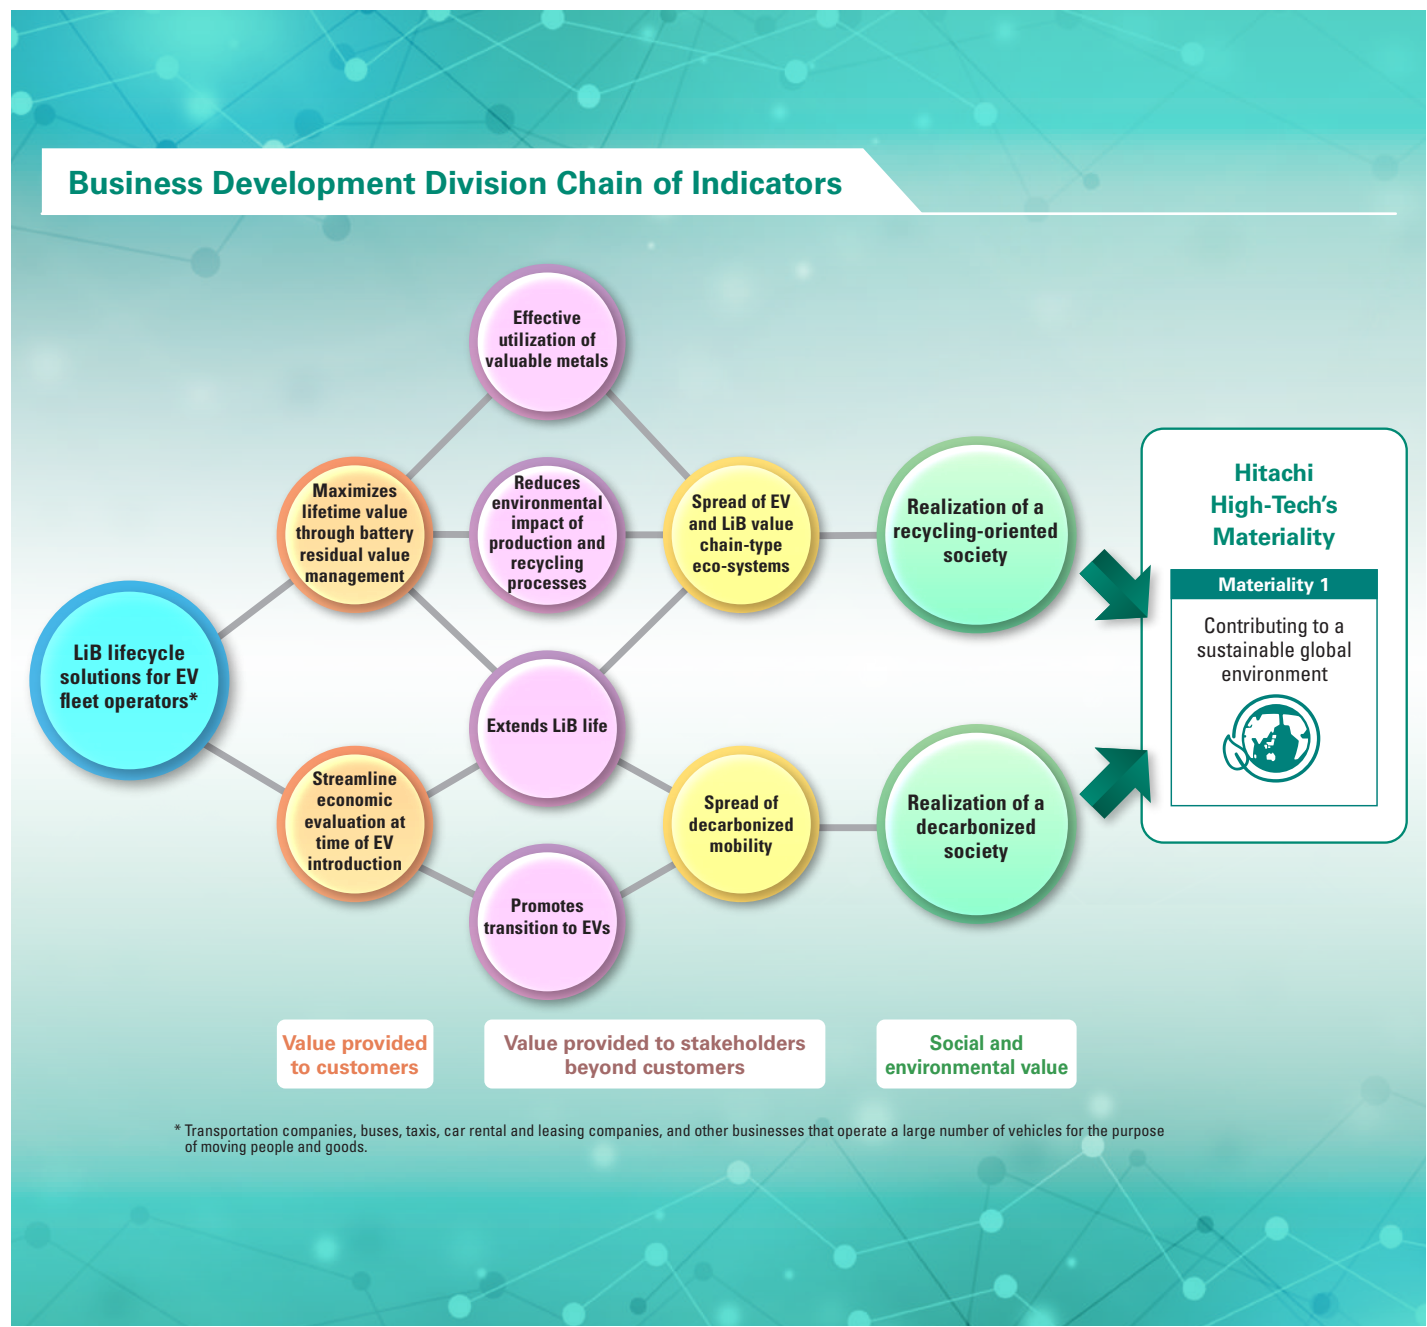 Business Development Division Chain of Indicators
Effective
utilization of
valuable metals
Maximizes
lifetime value
through battery
residual value
management
Reduces
environmental
impact of
production and
recycling
processes
Spread of EV
and LiB value
chain-type
eco-systems
Realization of a
recycling-oriented
society
Hitachi
High-Tech's
Materiality
Materiality 1
Contributing to a
sustainable global
environment
LiB lifecycle
solutions for EV
fleet operators*
Extends LiB life
Streamline
economic
evaluation at
time of EV
introduction
Spread of
decarbonized
mobility
Realization of a
decarbonized
society
Promotes
transition to EVs
Value provided
to customers
Value provided to stakeholders
beyond customers
Social and
environmental value
* Transportation companies, buses, taxis, car rental and leasing companies, and other businesses that operate a large number of vehicles for the purpose
of moving people and goods.